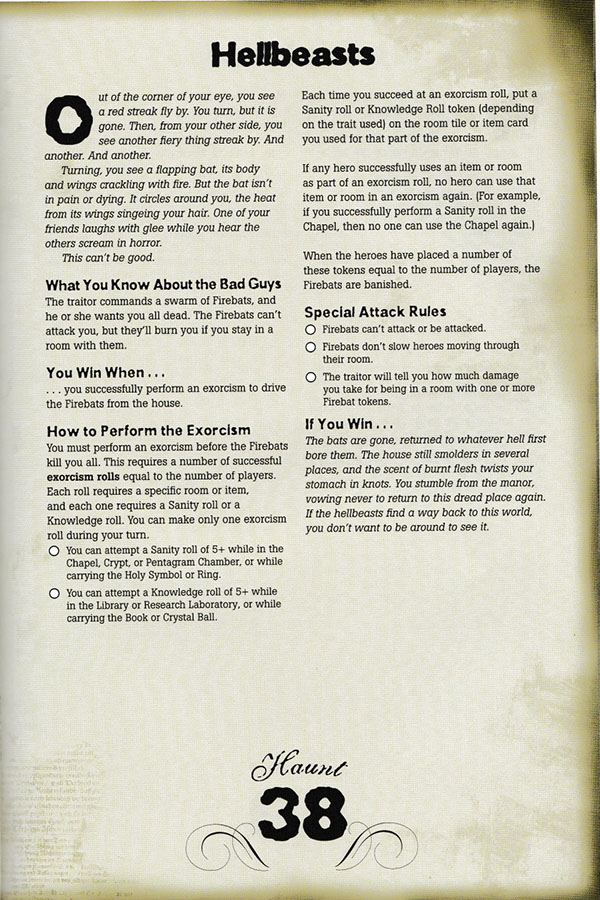 Hellbeasts
Out of the corner of your eye, you see
a red streak fly by. You turn, but it is
gone. Then, from your other side, you
see another fiery thing streak by. And
another. And another.
Turning, you see a flapping bat, its body
and wings crackling with fire. But the bat isn't
in pain or dying. It circles around you, the heat
from its wings singeing your hair. One of your
friends laughs with glee while you hear the
others scream in horror.
This can't be good.
What You Know About the Bad Guys
The traitor commands a swarm of Firebats, and
he or she wants you all dead. The Firebats can't
attack you, but they'll burn you if you stay in a
room with them.
You Win When . . .
. . . you successfully perform an exorcism to drive
the Firebats from the house.
How to Perform the Exorcism
You must perform an exorcism before the Firebats
kill you all. This requires a number of successful
exorcism rolls equal to the number of players.
Each roll requires a specific room or item,
and each one requires a Sanity roll or a
Knowledge roll. You can make only one exorcism
roll during your turn.
You can attempt a Sanity roll of 5+ while in the
Chapel, Crypt, or Pentagram Chamber, or while
carrying the Holy Symbol or Ring.
You can attempt a Knowledge roll of 5+ while
in the Library or Research Laboratory, or while
carrying the Book or Crystal Ball.
Each time you succeed at an exorcism roll, put a
Sanity roll or Knowledge Roll token (depending
on the trait used) on the room tile or item card
you used for that part of the exorcism.
If any hero successfully uses an item or room
as part of an exorcism roll, no hero can use that
item or room in an exorcism again. (For example,
if you successfully perform a Sanity roll in the
Chapel, then no one can use the Chapel again.)
When the heroes have placed a number of
these tokens equal to the number of players, the
Firebats are banished.
Special Attack Rules
Firebats can't attack or be attacked.
Firebats don't slow heroes moving through
their room.
The traitor will tell you how much damage
you take for being in a room with one or more
Firebat tokens.
If You Win . . .
The bats are gone, returned to whatever hell first
bore them. The house still smolders in several
places, and the scent of burnt flesh twists your
stomach in knots. You stumble from the manor,
vowing never to return to this dread place again.
If the hellbeasts find a way back to this world,
you don't want to be around to see it.
Haunt
38